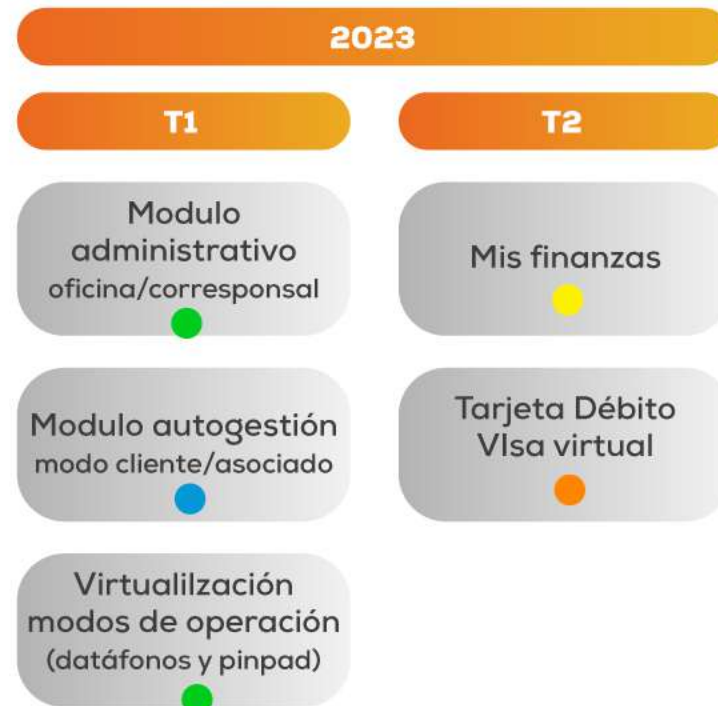 2023
T1
Modulo
administrativo
oficina/corresponsal
Modulo autogestión
modo cliente/asociado
Virtualilzación
modos de operación
(datáfonos y pinpad)
T2
Mis finanzas
Tarjeta Débito
VIsa virtual